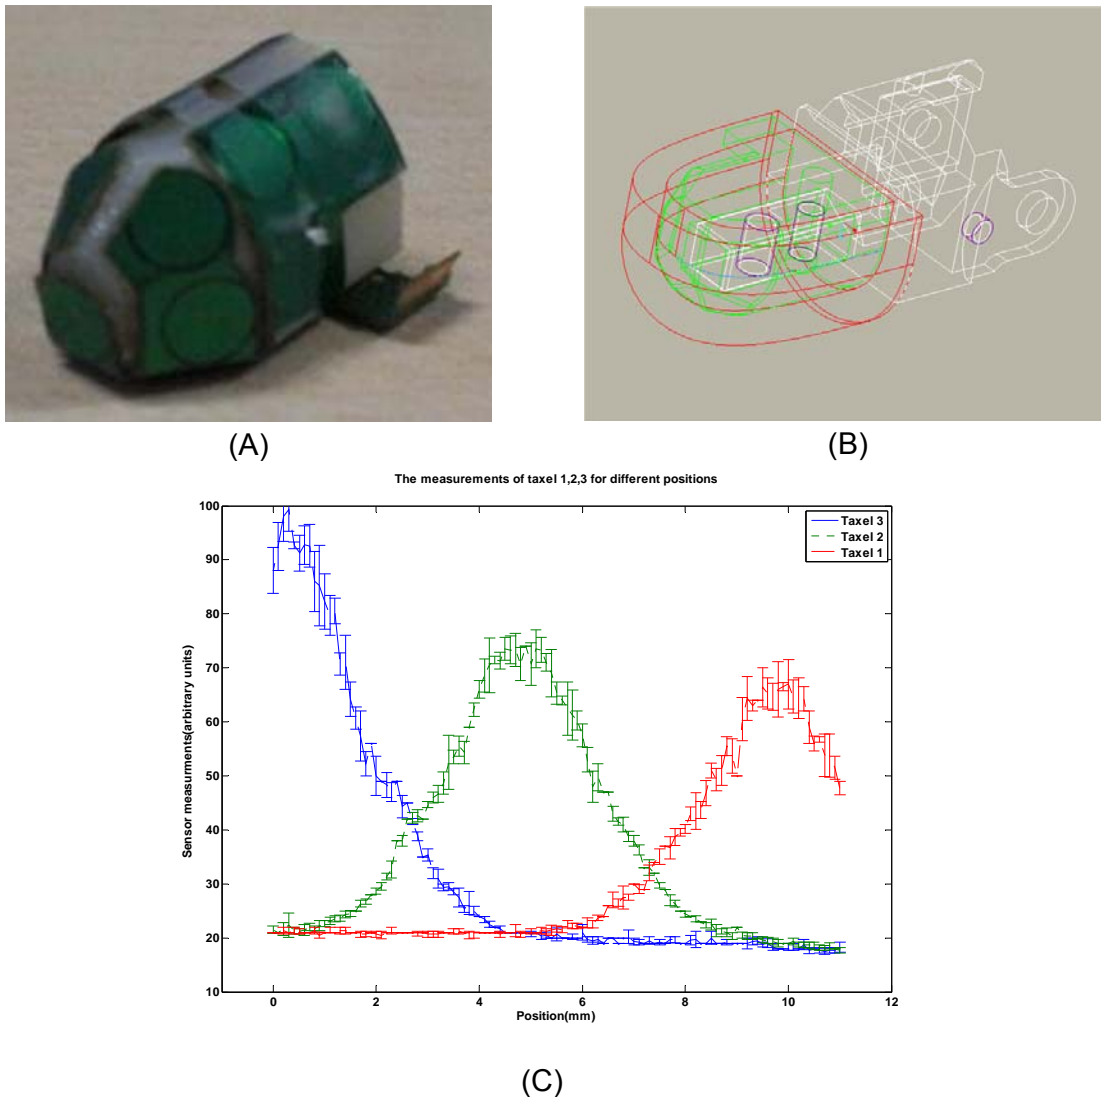 (A)
(B)
The measurements of taxel 1,2,3 for different positions
100
90
80
70
60
50
40
30
20
10
Sensor measurments(arbitrary units)
Taxel 3
Taxel 2
Taxel 1
0 2 4 6 8 10 12
Position(mm)
(C)